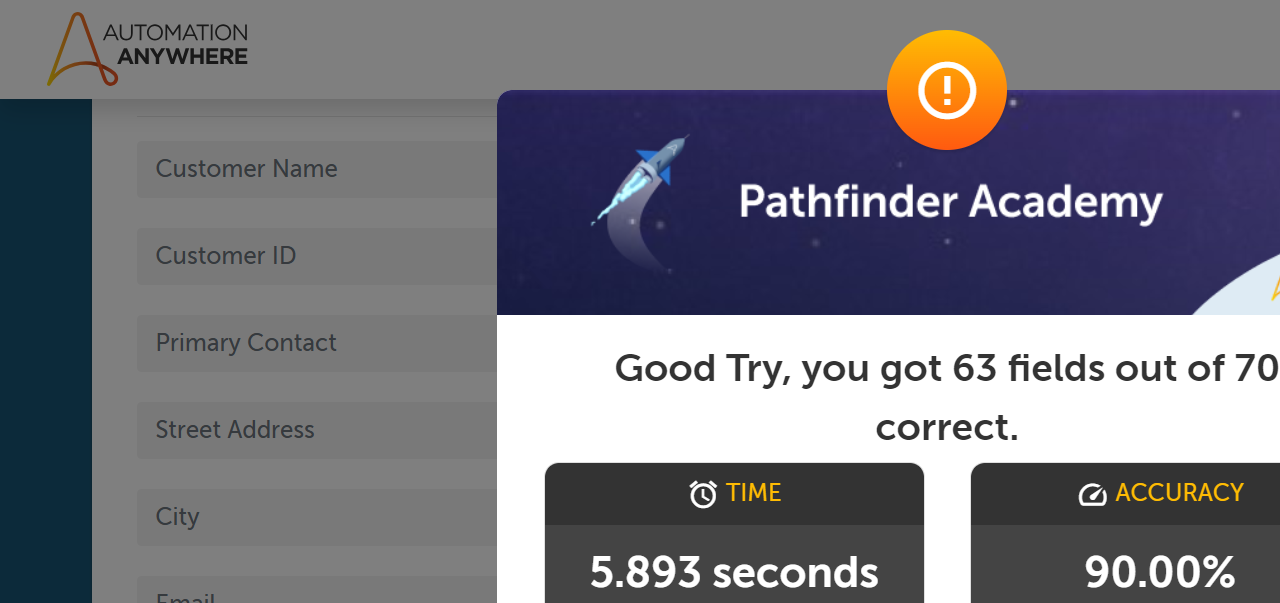 AUTOMATION
ANYWHERE
Customer Name
Customer ID
Primary Contact
Street Address
City
Email
Pathfinder Academy
Good Try, you got 63 fields out of 70
correct.
TIME
5.893 seconds
ACCURACY
90.00%